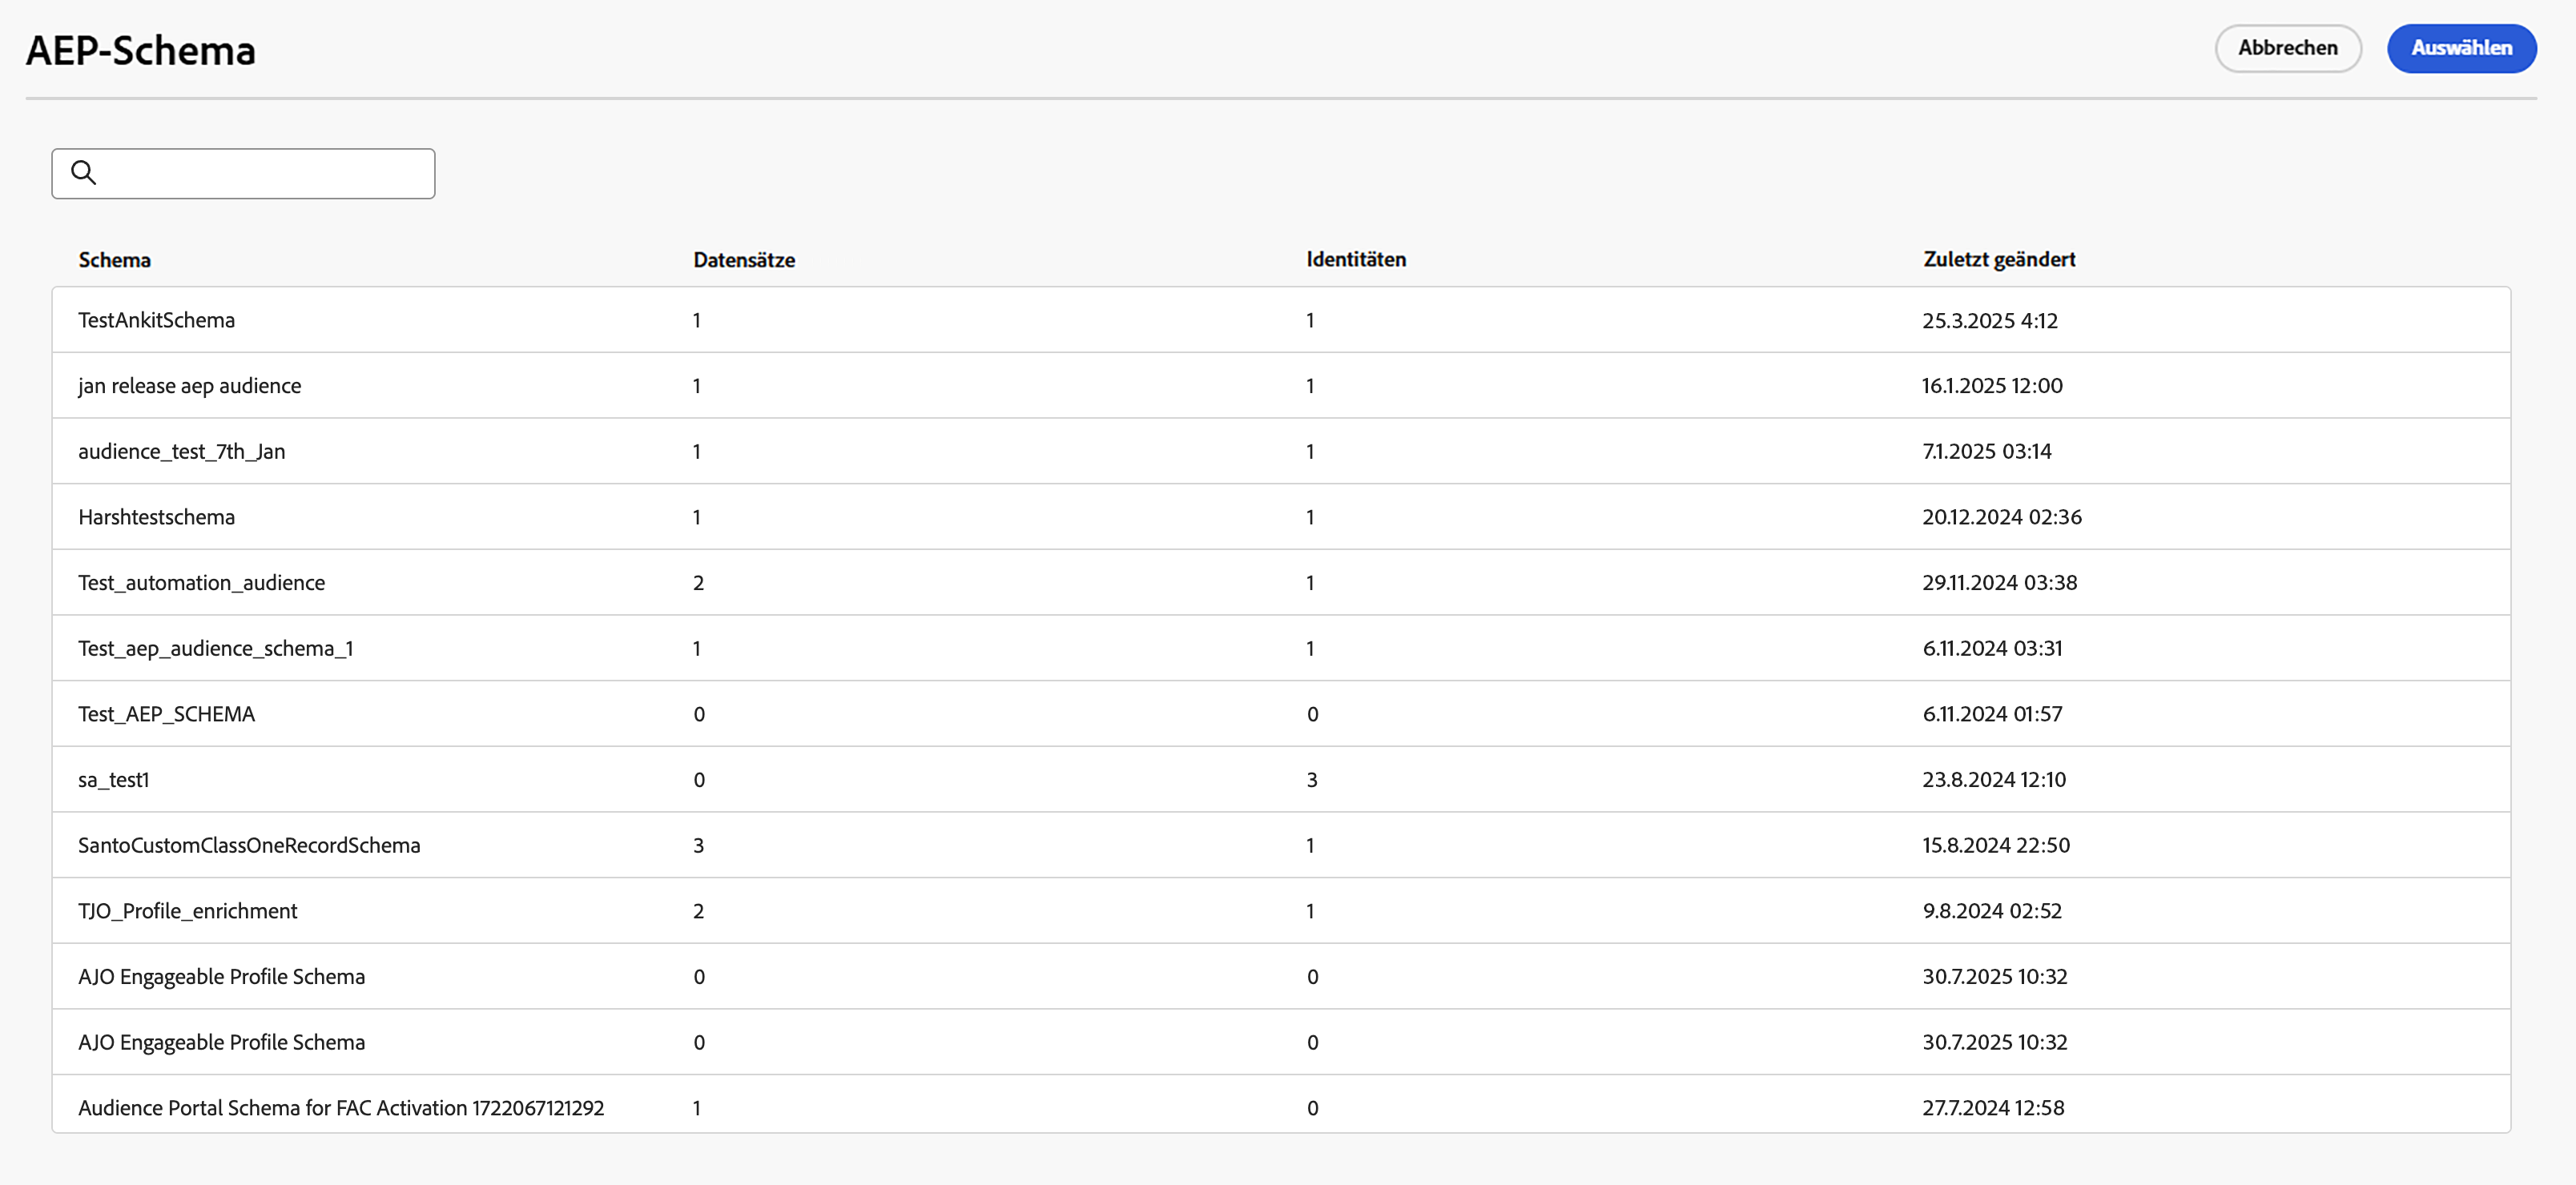 AEP-Schema
Abbrechen
Auswählen
Schema Datensätze Identitäten Zuletzt geändert
TestAnkitSchema 1 1 25.3.2025 4:12
jan release aep audience 1 1 16.1.2025 12:00
audience_test_7th_Jan 1 1 7.1.2025 03:14
Harshtestschema 1 1 20.12.2024 02:36
Test_automation_audience 2 1 29.11.2024 03:38
Test_aep_audience_schema_1 1 1 6.11.2024 03:31
Test_AEP_SCHEMA 0 0 6.11.2024 01:57
sa_test1 0 3 23.8.2024 12:10
SantoCustomClassOneRecordSchema 3 1 15.8.2024 22:50
TJO_Profile_enrichment 2 1 9.8.2024 02:52
AJO Engageable Profile Schema 0 0 30.7.2025 10:32
AJO Engageable Profile Schema 0 0 30.7.2025 10:32
Audience Portal Schema for FAC Activation 1722067121292 1 0 27.7.2024 12:58